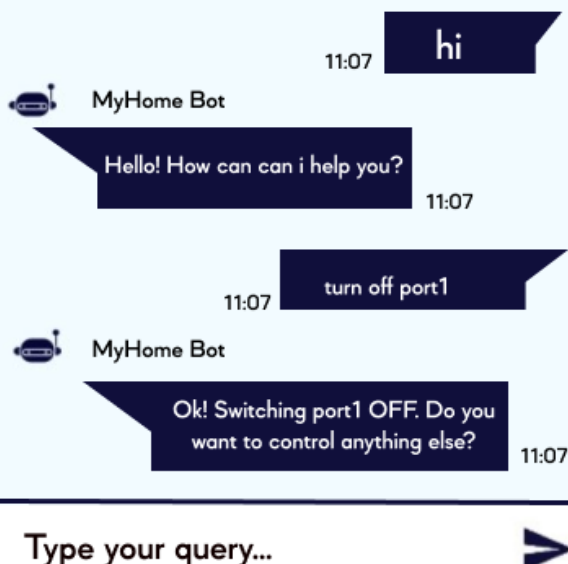 hi
11:07
MyHome Bot
Hello! How can can i help you?
11:07
turn off port1
11:07
MyHome Bot
Ok! Switching port1 OFF. Do you
want to control anything else?
11:07
Type your query...